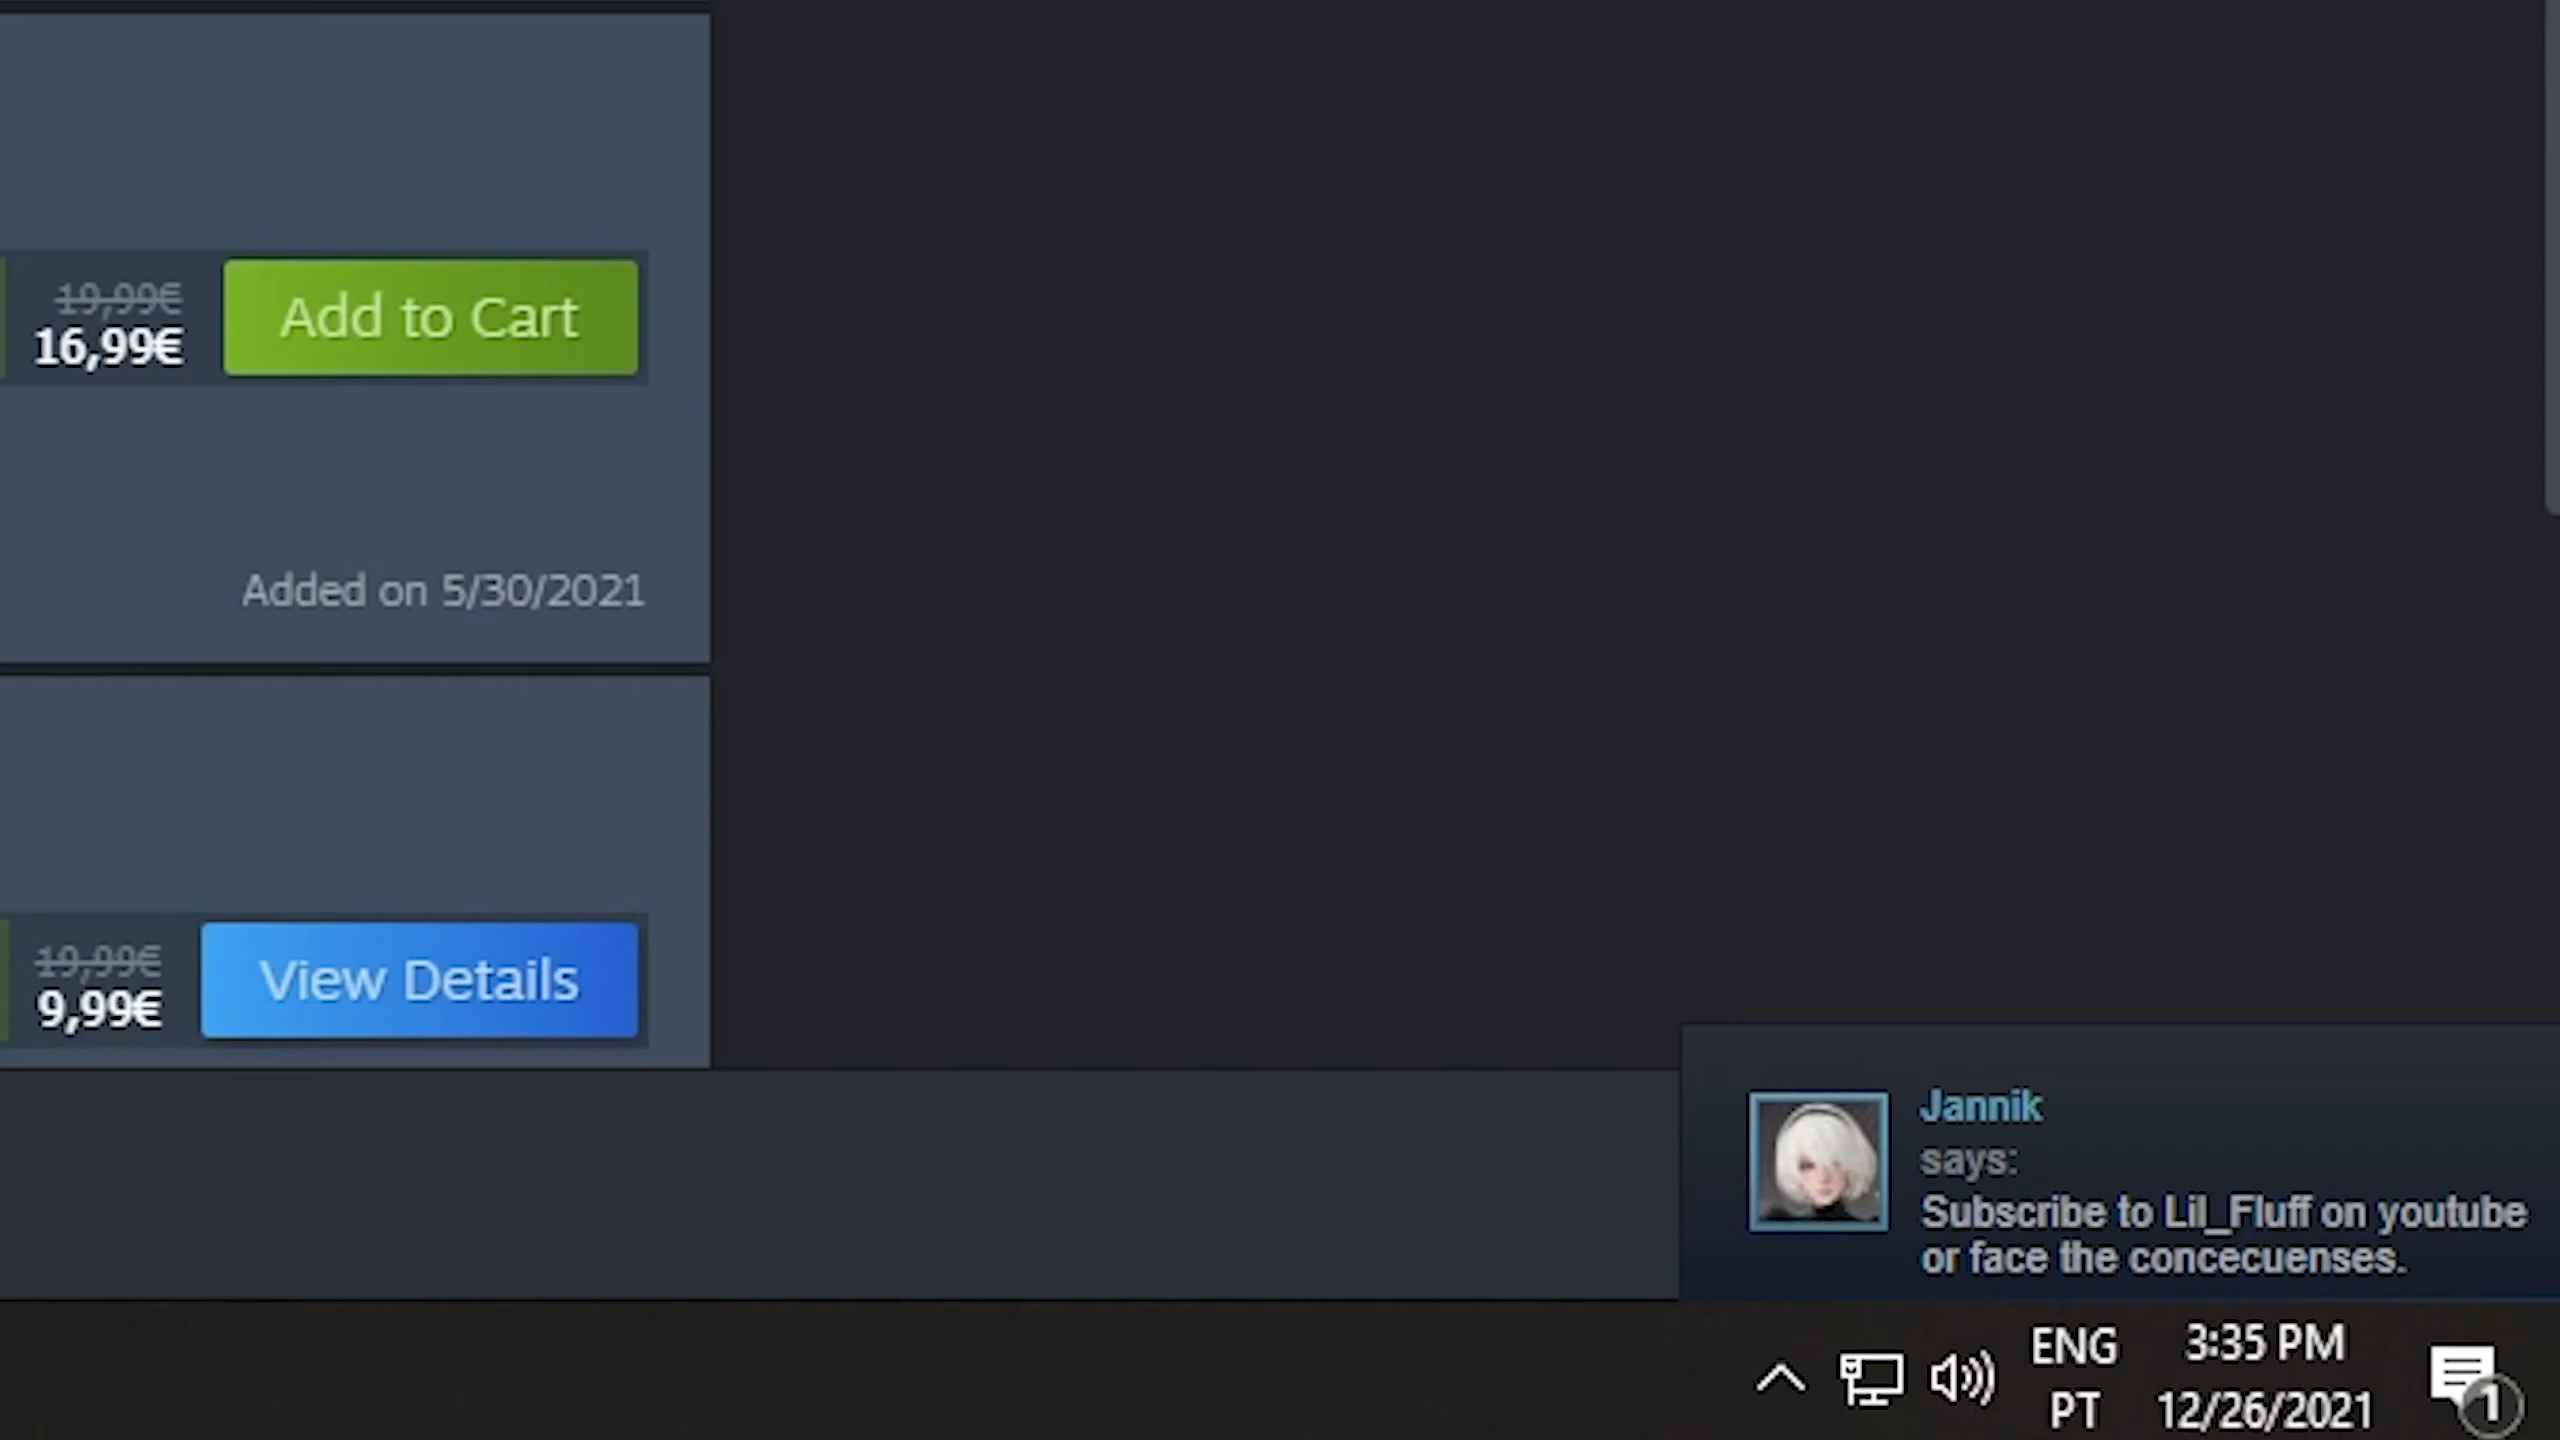 19,99€
16,99€
Add to Cart
Added on 5/30/2021
19,99€
9,99€
View Details
Jannik
says:
Subscribe to Lil_Fluff on youtube
or face the concecuenses.
ENG
PT
3:35 PM
12/26/2021
1